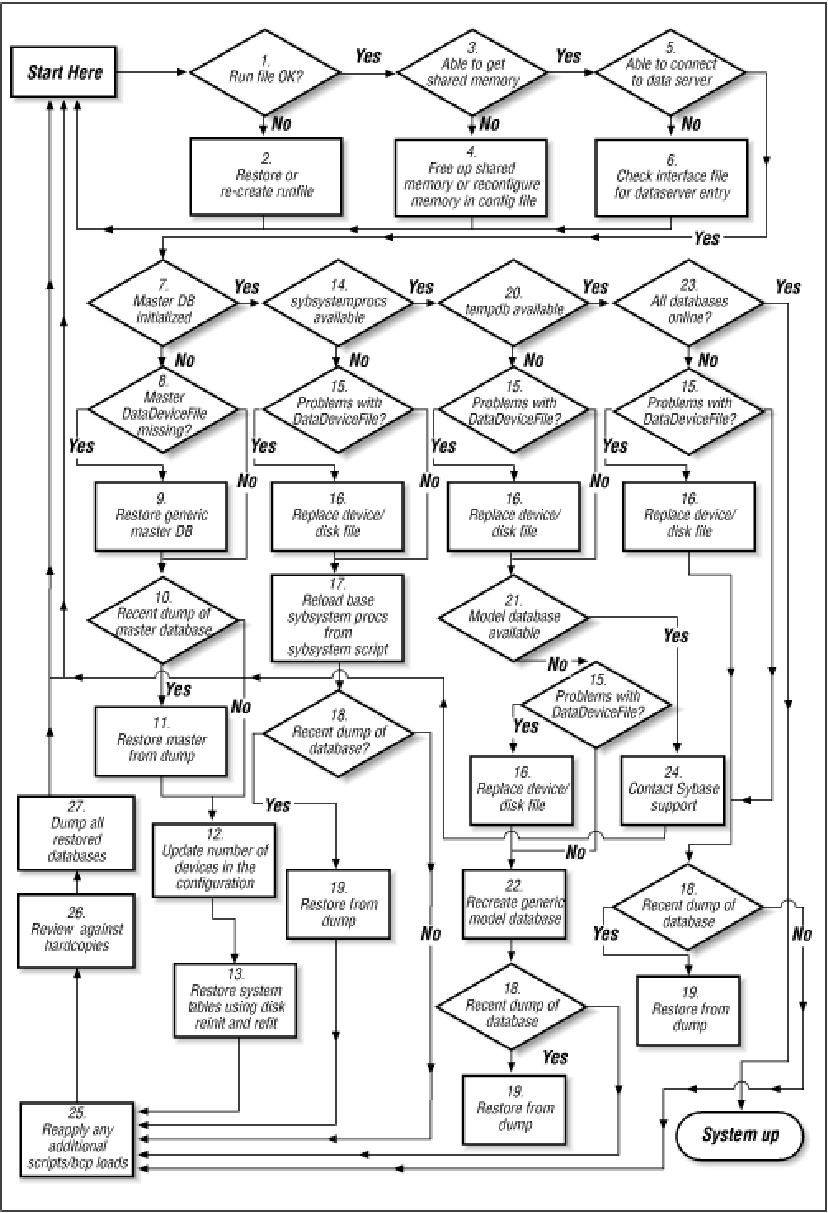 Start Here
1.
Run file OK?
Yes
3.
Able to get
shared memory
Yes
5.
Able to connect
to data server
No
No
No
2.
Restore or
re-create runfile
4.
Free up shared
memory or reconfigure
memory in config file
6.
Check interface file
for dataserver entry
Yes
7.
Master DB
initialized
Yes
14.
sybsystemprocs
available
Yes
20.
tempdb available
Yes
23.
All databases
online?
Yes
No
No
No
No
8.
Master
DataDeviceFile
missing?
15.
Problems with
DataDeviceFile?
15.
Problems with
DataDeviceFile?
15.
Problems with
DataDeviceFile?
Yes
Yes
Yes
Yes
No
No
No
9.
Restore generic
master DB
16.
Replace device/
disk file
16.
Replace device/
disk file
16.
Replace device/
disk file
10.
Recent dump of
master database
17.
Reload base
subsystem procs
from
subsystem script
21.
Model database
available
Yes
No
Yes
No
15.
Problems with
DataDeviceFile?
Yes
11.
Restore master
from dump
18.
Recent dump of
database?
16.
Replace device/
disk file
24.
Contact Sybase
support
27.
Dump all
restored
databases
Yes
No
12.
Update number of
devices in the
configuration
19.
Restore from
dump
22.
Recreate generic
model database
18.
Recent dump of
database
26.
Review against
hardcopies
No
Yes
No
13.
Restore system
tables using disk
reinit and refit
18.
Recent dump of
database
19.
Restore from
dump
Yes
19.
Restore from
dump
25.
Reapply any
additional
scripts/bcp loads
System up